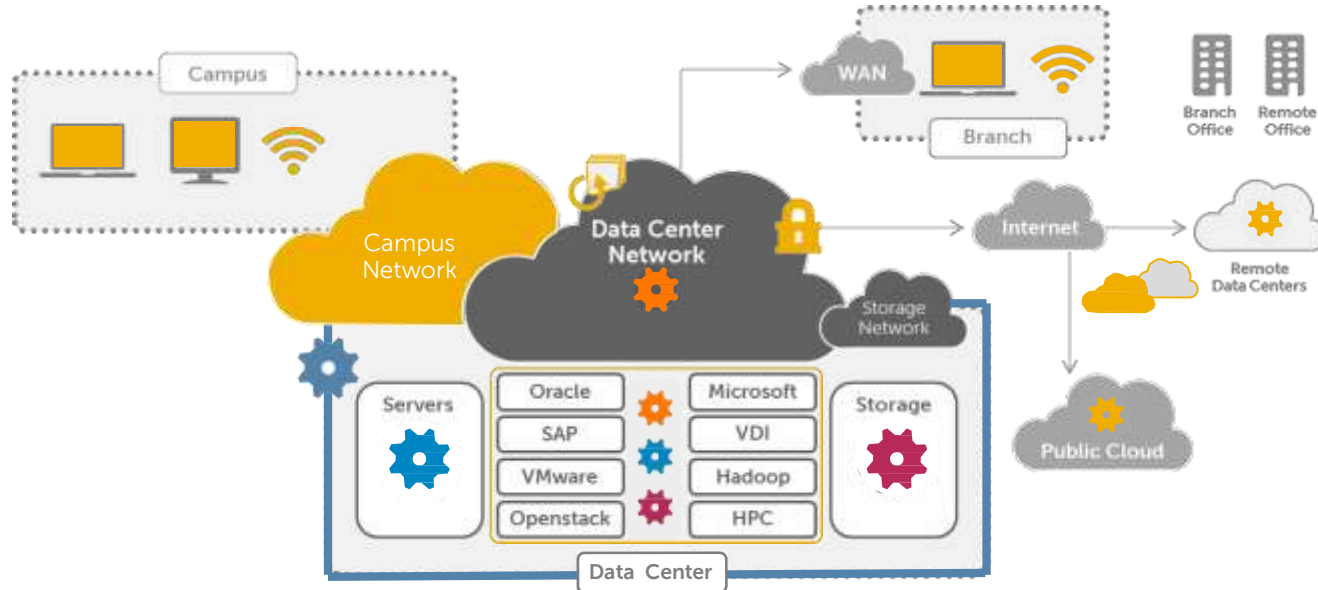 Campus
WAN
Branch
Branch
Office
Remote
Office
Campus
Network
Data Center
Network
Internet
Remote
Data Centers
Storage
Network
Servers
Oracle
SAP
VMware
Openstack
Microsoft
VDI
Hadoop
HPC
Storage
Public Cloud
Data Center